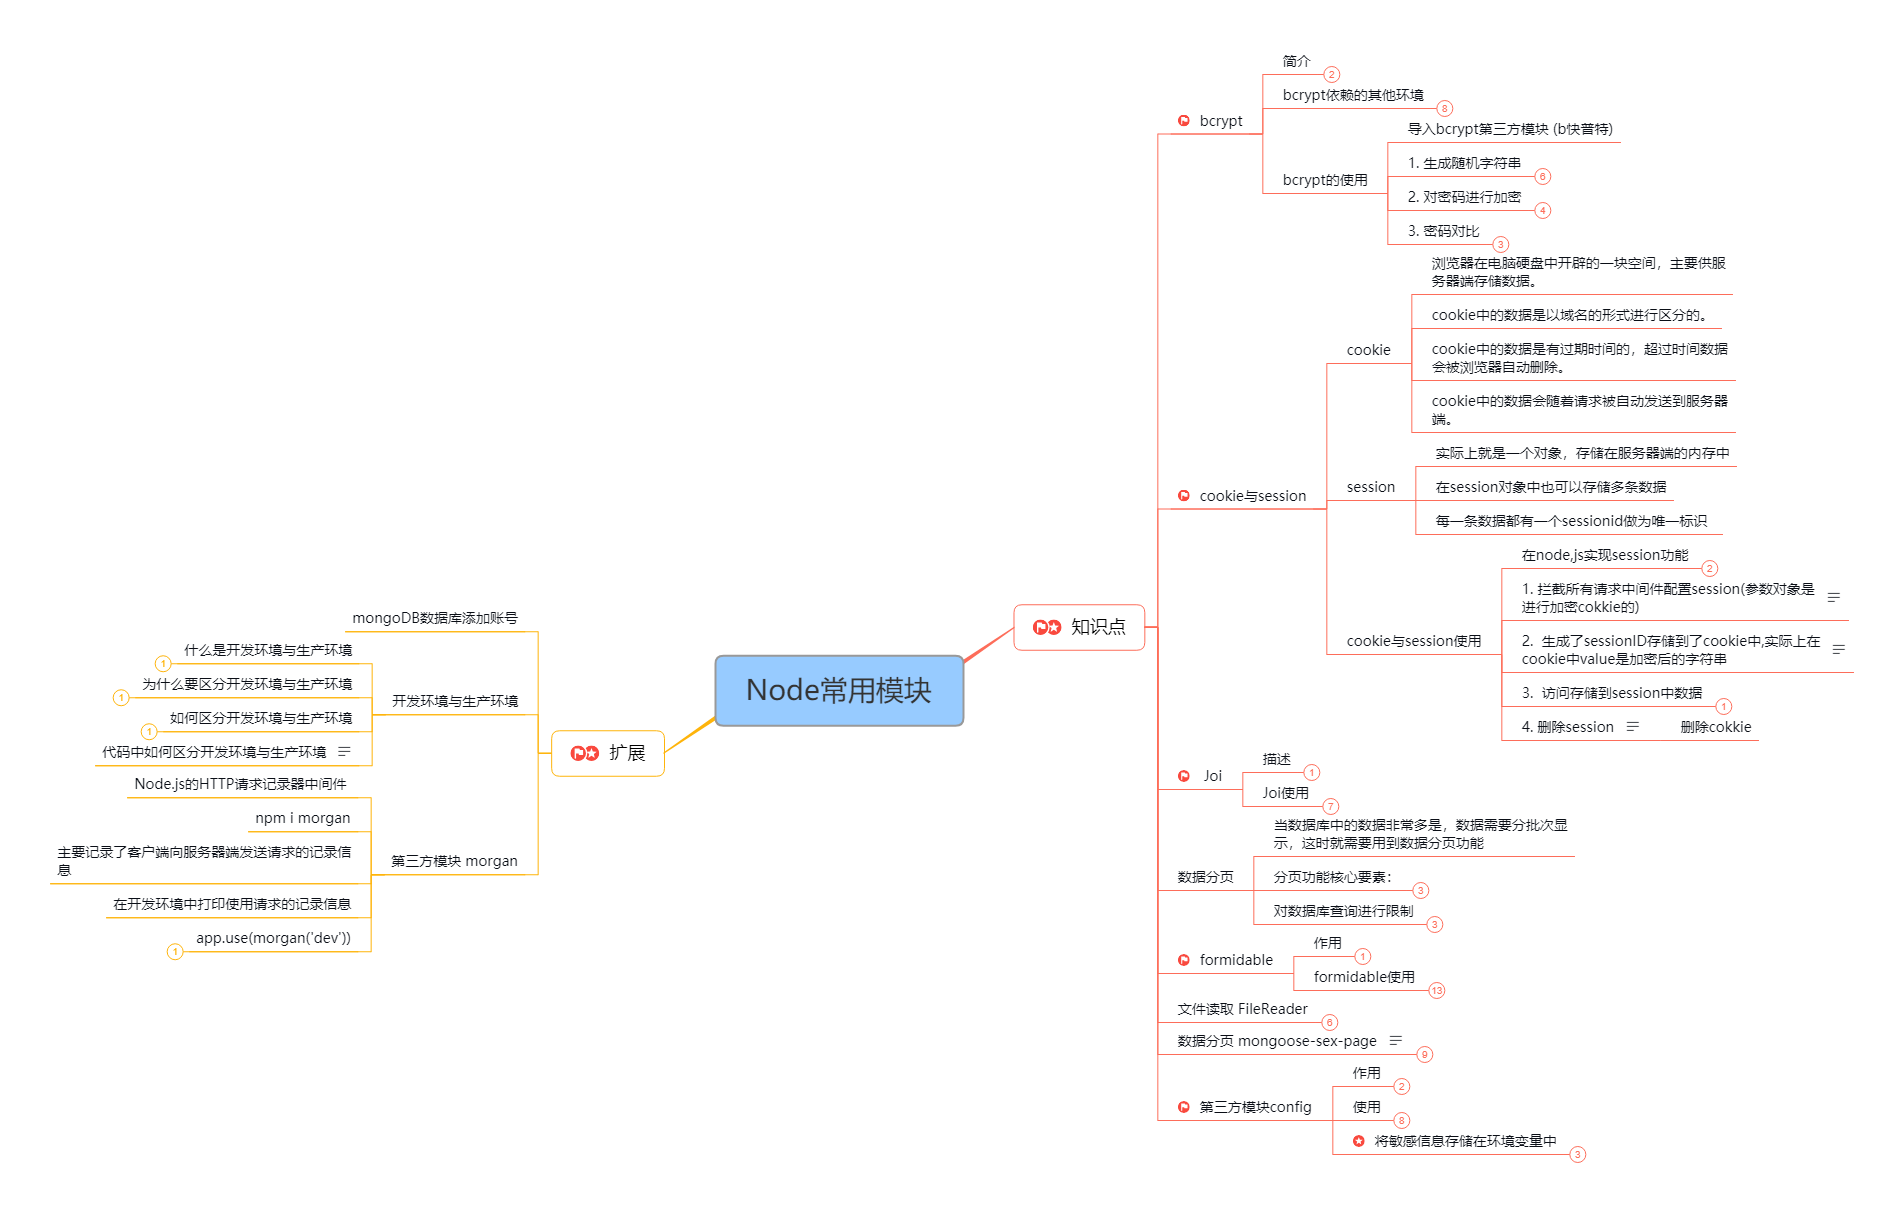 Node常用模块
知识点
bcrypt
简介
2
bcrypt依赖的其他环境
8
bcrypt的使用
导入bcrypt第三方模块 (b快普特)
1. 生成随机字符串
6
2. 对密码进行加密
4
3. 密码对比
3
cookie与session
cookie
浏览器在电脑硬盘中开辟的一块空间，主要供服
务器端存储数据。
cookie中的数据是以域名的形式进行区分的。
cookie中的数据是有过期时间的，超过时间数据
会被浏览器自动删除。
cookie中的数据会随着请求被自动发送到服务器
端。
session
实际上就是一个对象，存储在服务器端的内存中
在session对象中也可以存储多条数据
每一条数据都有一个sessionid做为唯一标识
cookie与session使用
在node,js实现session功能
2
1. 拦截所有请求中间件配置session(参数对象是
进行加密cokkie的)
2.  生成了sessionID存储到了cookie中,实际上在
cookie中value是加密后的字符串
3.  访问存储到session中数据
1
4. 删除session
删除cokkie
Joi
描述
1
Joi使用
7
数据分页
当数据库中的数据非常多是，数据需要分批次显
示，这时就需要用到数据分页功能
分页功能核心要素：
3
对数据库查询进行限制
3
formidable
作用
1
formidable使用
13
文件读取 FileReader
6
数据分页 mongoose-sex-page
9
第三方模块config
作用
2
使用
8
将敏感信息存储在环境变量中
3
扩展
mongoDB数据库添加账号
开发环境与生产环境
什么是开发环境与生产环境
1
为什么要区分开发环境与生产环境
1
如何区分开发环境与生产环境
1
代码中如何区分开发环境与生产环境
第三方模块 morgan
Node.js的HTTP请求记录器中间件
npm i morgan
主要记录了客户端向服务器端发送请求的记录信
息
在开发环境中打印使用请求的记录信息
app.use(morgan('dev'))
1